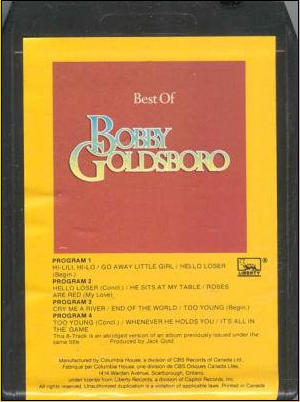 Best Of
BOBBY
GOLDSBORO
PROGRAM 1
HI-LILI, HI-LO / GO AWAY LITTLE GIRL / HELLO LOSER
(Begin.)
LIBERTY ®
PROGRAM 2
HELLO LOSER (Concl.) / HE SITS AT MY TABLE / ROSES
ARE RED (My Love)
PROGRAM 3
CRY ME A RIVER / END OF THE WORLD / TOO YOUNG (Begin.)
PROGRAM 4
TOO YOUNG (Concl.) / WHENEVER HE HOLDS YOU / IT'S ALL IN
THE GAME
This 8-Track is an abridged version of an album previously issued under the
same title Produced by Jack Gold
Manufactured by Columbia House, a division of CBS Records of Canada Ltd.
Fabriqué par Columbia House, une division de CBS Disques Canada Ltée.
1414 Warden Avenue, Scarborough, Ontario,
under license from Liberty Records, a division of Capitol Records, Inc.
All rights reserved. Unauthorized duplication is a violation of applicable laws. Printed in Canada